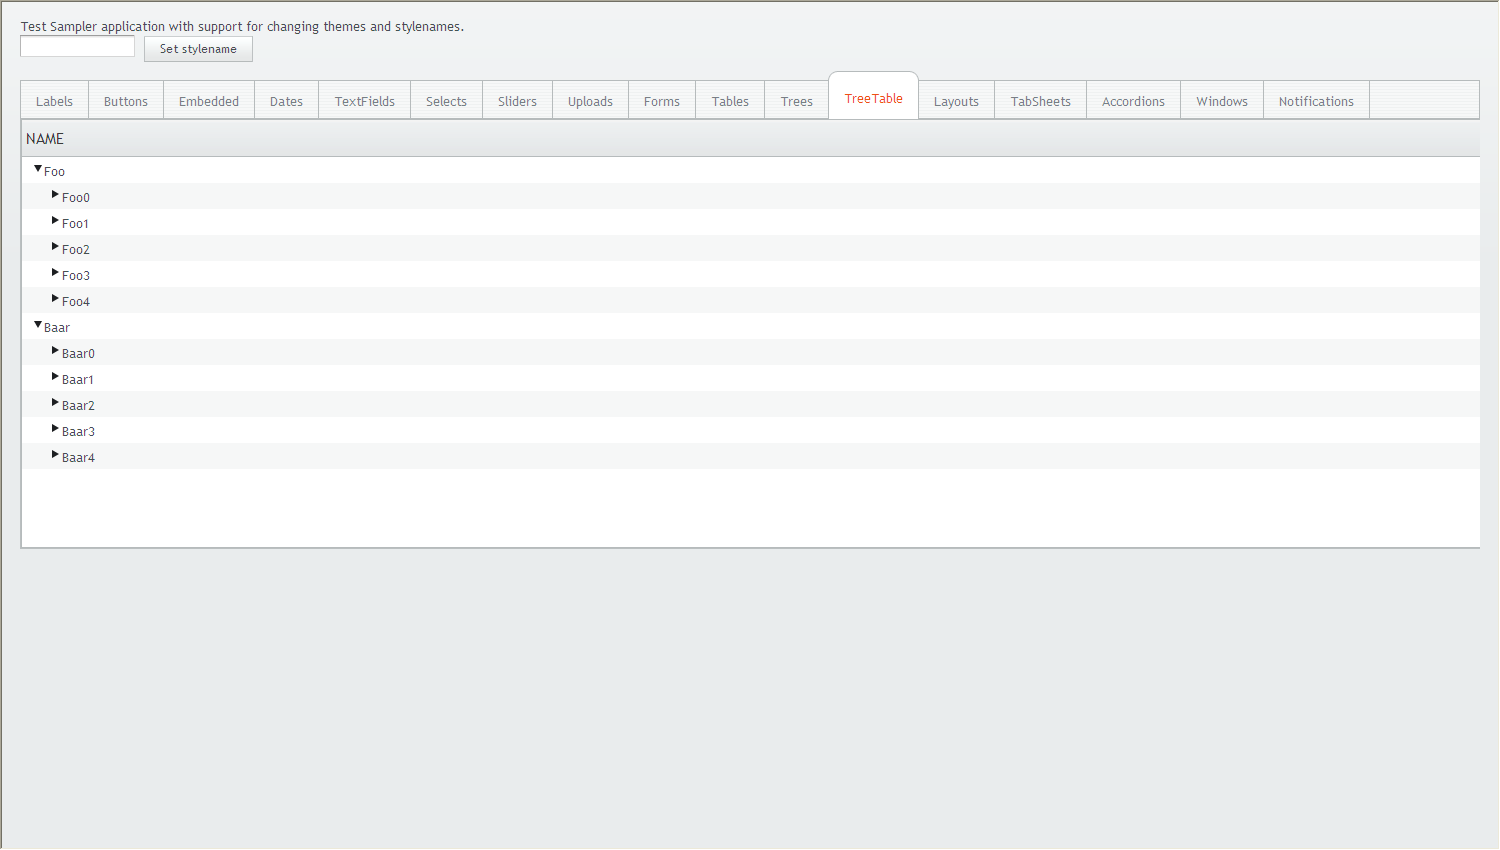 Test Sampler application with support for changing themes and stylenames.
Set stylename
Labels Buttons Embedded Dates TextFields Selects Sliders Uploads Forms Tables Trees TreeTable Layouts TabSheets Accordions Windows Notifications
NAME
Foo
Foo0
Foo1
Foo2
Foo3
Foo4
Baar
Baar0
Baar1
Baar2
Baar3
Baar4